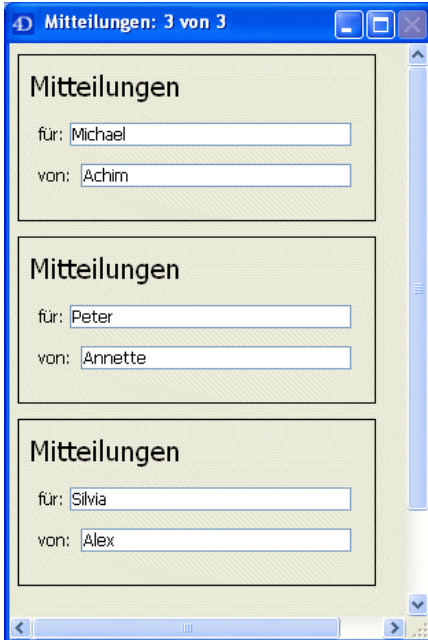 4D Mitteilungen: 3 von 3
Mitteilungen
für: Michael
von: Achim
Mitteilungen
für: Peter
von: Annette
Mitteilungen
für: Silvia
von: Alex